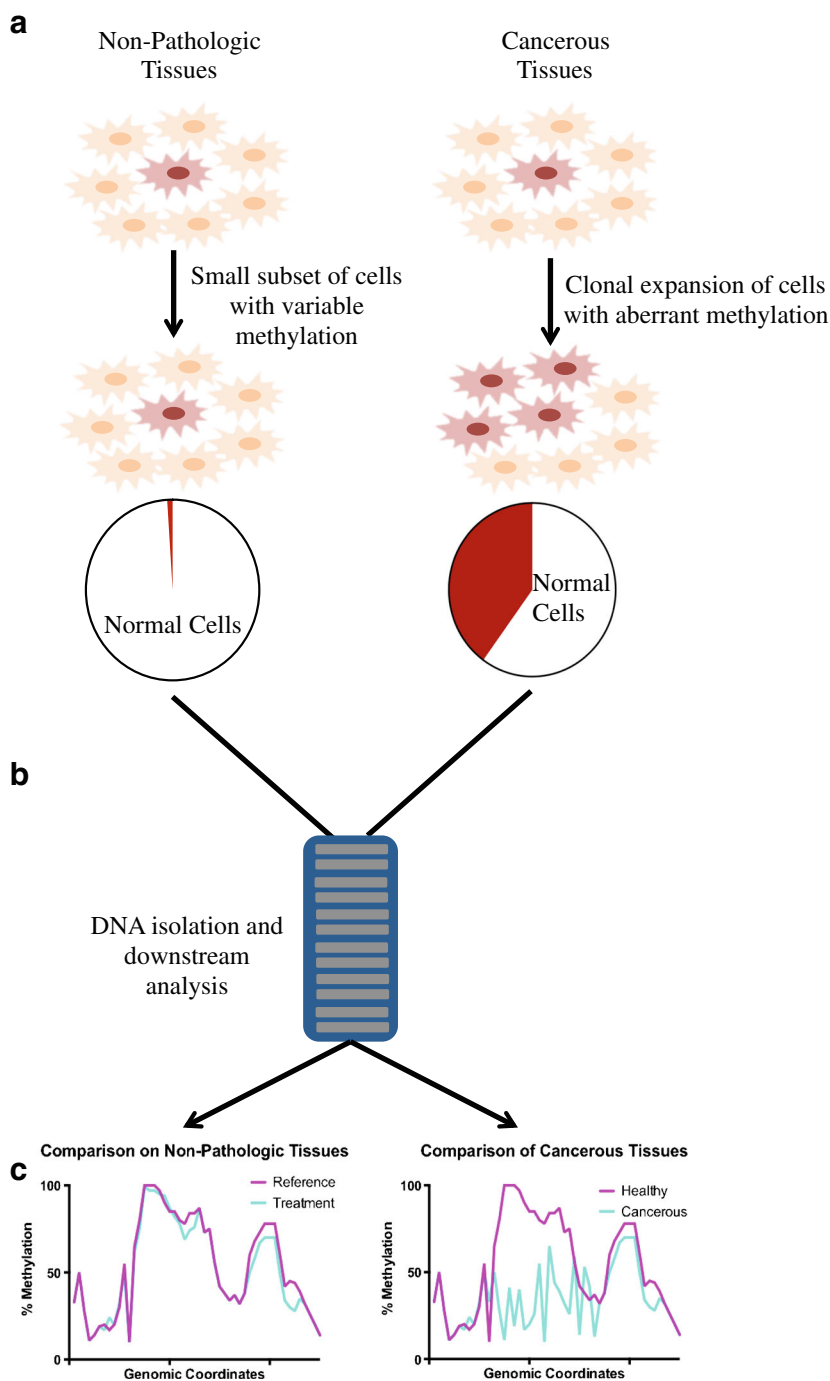 a
Non-Pathologic
Tissues
Cancerous
Tissues
Small subset of cells
with variable
methylation
Clonal expansion of cells
with aberrant methylation
Normal Cells
Normal
Cells
b
DNA isolation and
downstream
analysis
c
Comparison on Non-Pathologic Tissues
Reference
Treatment
100
50
0
% Methylation
Genomic Coordinates
Comparison of Cancerous Tissues
Healthy
Cancerous
100
50
0
% Methylation
Genomic Coordinates